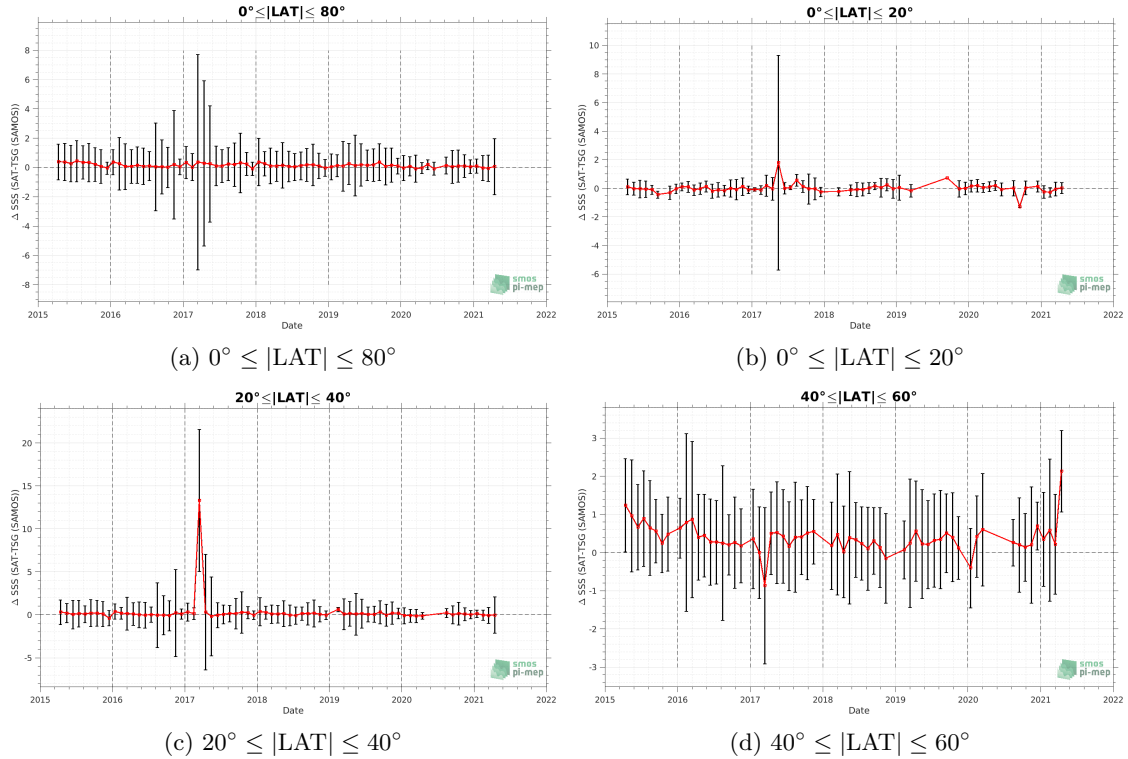 0°≤|LAT|≤ 80°
Δ SSS (SAT-TSG (SAMOS))
8
6
4
2
0
-2
-4
-6
-8
2015 2016 2017 2018 2019 2020 2021 2022
Date
smos
pi-mep
(a) 0° ≤ |LAT| ≤ 80°
0°≤|LAT|≤ 20°
Δ SSS (SAT-TSG (SAMOS))
10
8
6
4
2
0
-2
-4
-6
2015 2016 2017 2018 2019 2020 2021 2022
Date
smos
pi-mep
(b) 0° ≤ |LAT| ≤ 20°
20°≤|LAT|≤ 40°
Δ SSS (SAT-TSG (SAMOS))
20
15
10
5
0
-5
2015 2016 2017 2018 2019 2020 2021 2022
Date
smos
pi-mep
(c) 20° ≤ |LAT| ≤ 40°
40°≤|LAT|≤ 60°
Δ SSS (SAT-TSG (SAMOS))
3
2
1
0
-1
-2
-3
2015 2016 2017 2018 2019 2020 2021 2022
Date
smos
pi-mep
(d) 40° ≤ |LAT| ≤ 60°